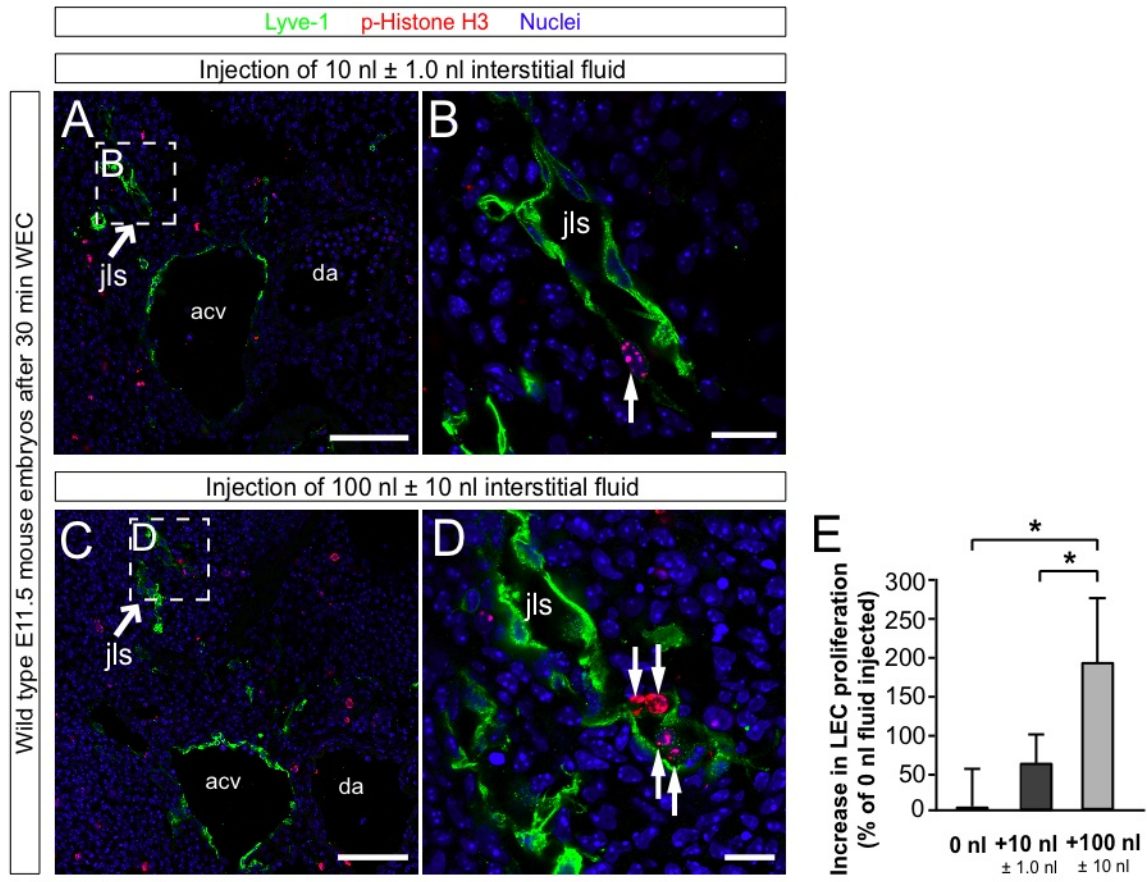 Lyve-1 p-Histone H3 Nuclei
Injection of 10 nl ± 1.0 nl interstitial fluid
Wild type E11.5 mouse embryos after 30 min WEC
A
B
jls
acv
da
B
jls
Injection of 100 nl ± 10 nl interstitial fluid
C
D
jls
acv
da
D
jls
E
*
*
Increase in LEC proliferation
(% of 0 nl fluid injected)
300
250
200
150
100
50
0
0 nl +10 nl +100 nl
± 1.0 nl ± 10 nl